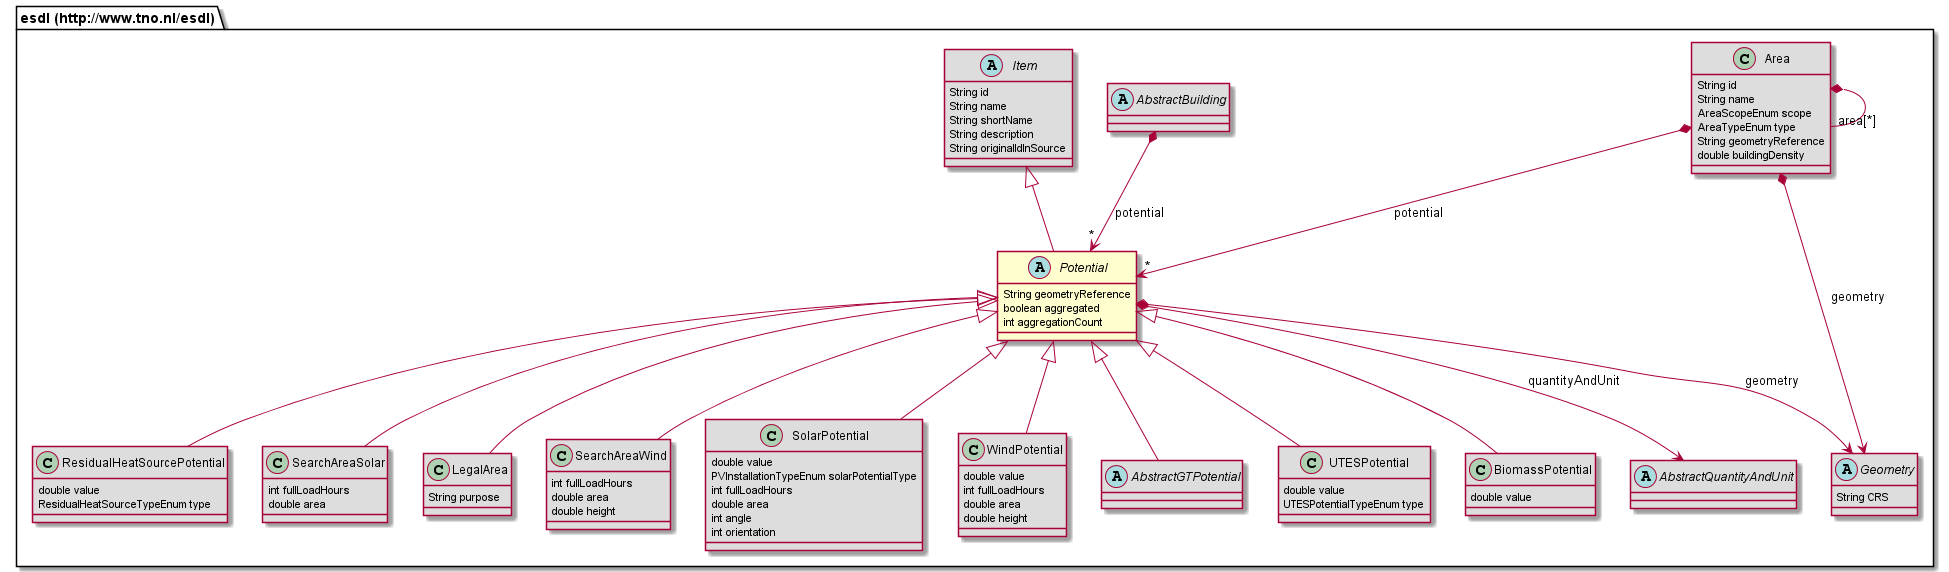 esdl (http://www.tno.nl/esdl)
A Item
String id
String name
String shortName
String description
String originalIdInSource
A AbstractBuilding
C Area
String id
String name
AreaScopeEnum scope
AreaTypeEnum type
String geometryReference
double buildingDensity
area[*]
potential
*
potential
*
geometry
A Potential
String geometryReference
boolean aggregated
int aggregationCount
quantityAndUnit
geometry
C ResidualHeatSourcePotential
double value
ResidualHeatSourceTypeEnum type
C SearchAreaSolar
int fullLoadHours
double area
C LegalArea
String purpose
C SearchAreaWind
int fullLoadHours
double area
double height
C SolarPotential
double value
PVInstallationTypeEnum solarPotentialType
int fullLoadHours
double area
int angle
int orientation
C WindPotential
double value
int fullLoadHours
double area
double height
A AbstractGTPotential
C UTESPotential
double value
UTESPotentialTypeEnum type
C BiomassPotential
double value
A AbstractQuantityAndUnit
A Geometry
String CRS